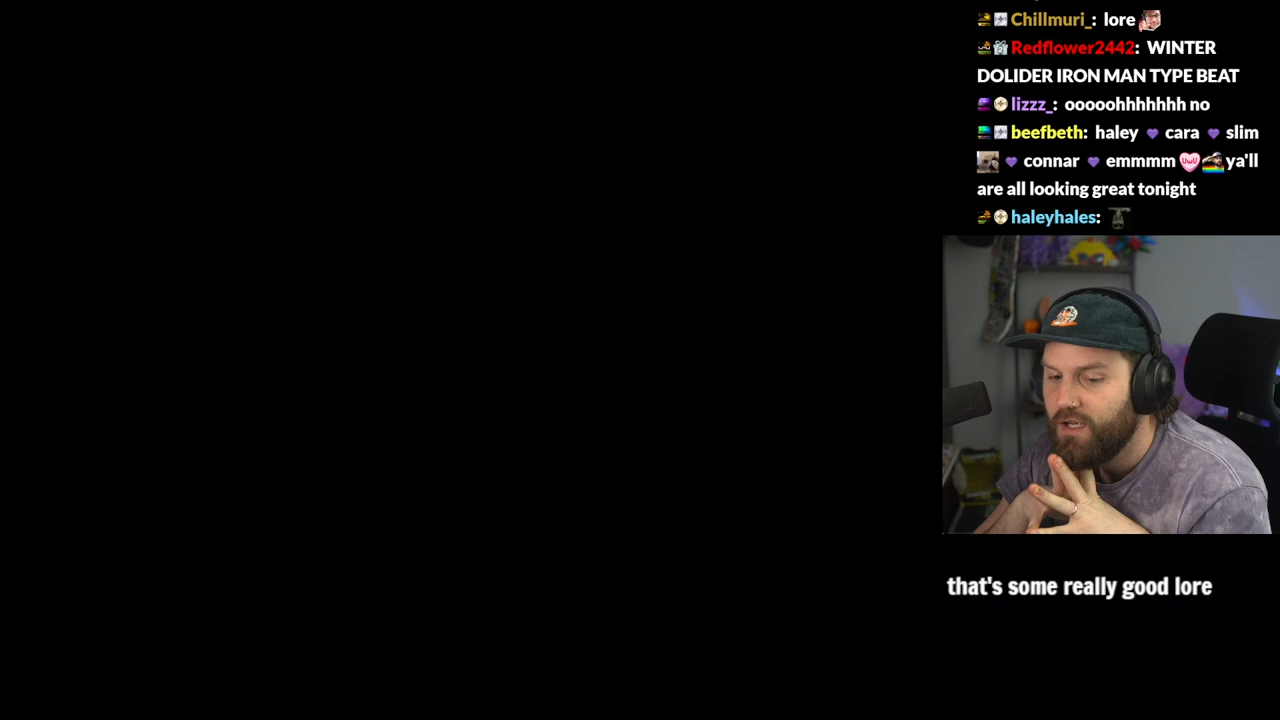 Chillmuri_: lore
Redflower2442: WINTER
DOLIDER IRON MAN TYPE BEAT
lizzz_: ooooohhhhhhh no
beefbeth: haley 💜 cara 💜 slim
💜 connar 💜 emmmm UwU ya'll
are all looking great tonight
haleyhales:
that's some really good lore